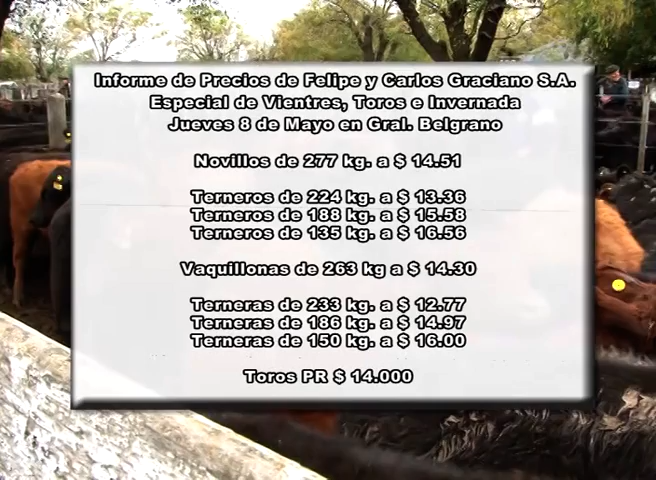 Informe de Precios de Felipe y Carlos Graciano S.A.
Especial de Vientres, Toros e Invernada
Jueves 8 de Mayo en Gral. Belgrano
Novillos de 277 kg. a $ 14.51
Terneros de 224 kg. a $ 13.36
Terneros de 188 kg. a $ 15.58
Terneros de 135 kg. a $ 16.56
Vaquillonas de 263 kg a $ 14.30
Terneras de 233 kg. a $ 12.77
Terneras de 186 kg. a $ 14.97
Terneras de 150 kg. a $ 16.00
Toros PR $ 14.000